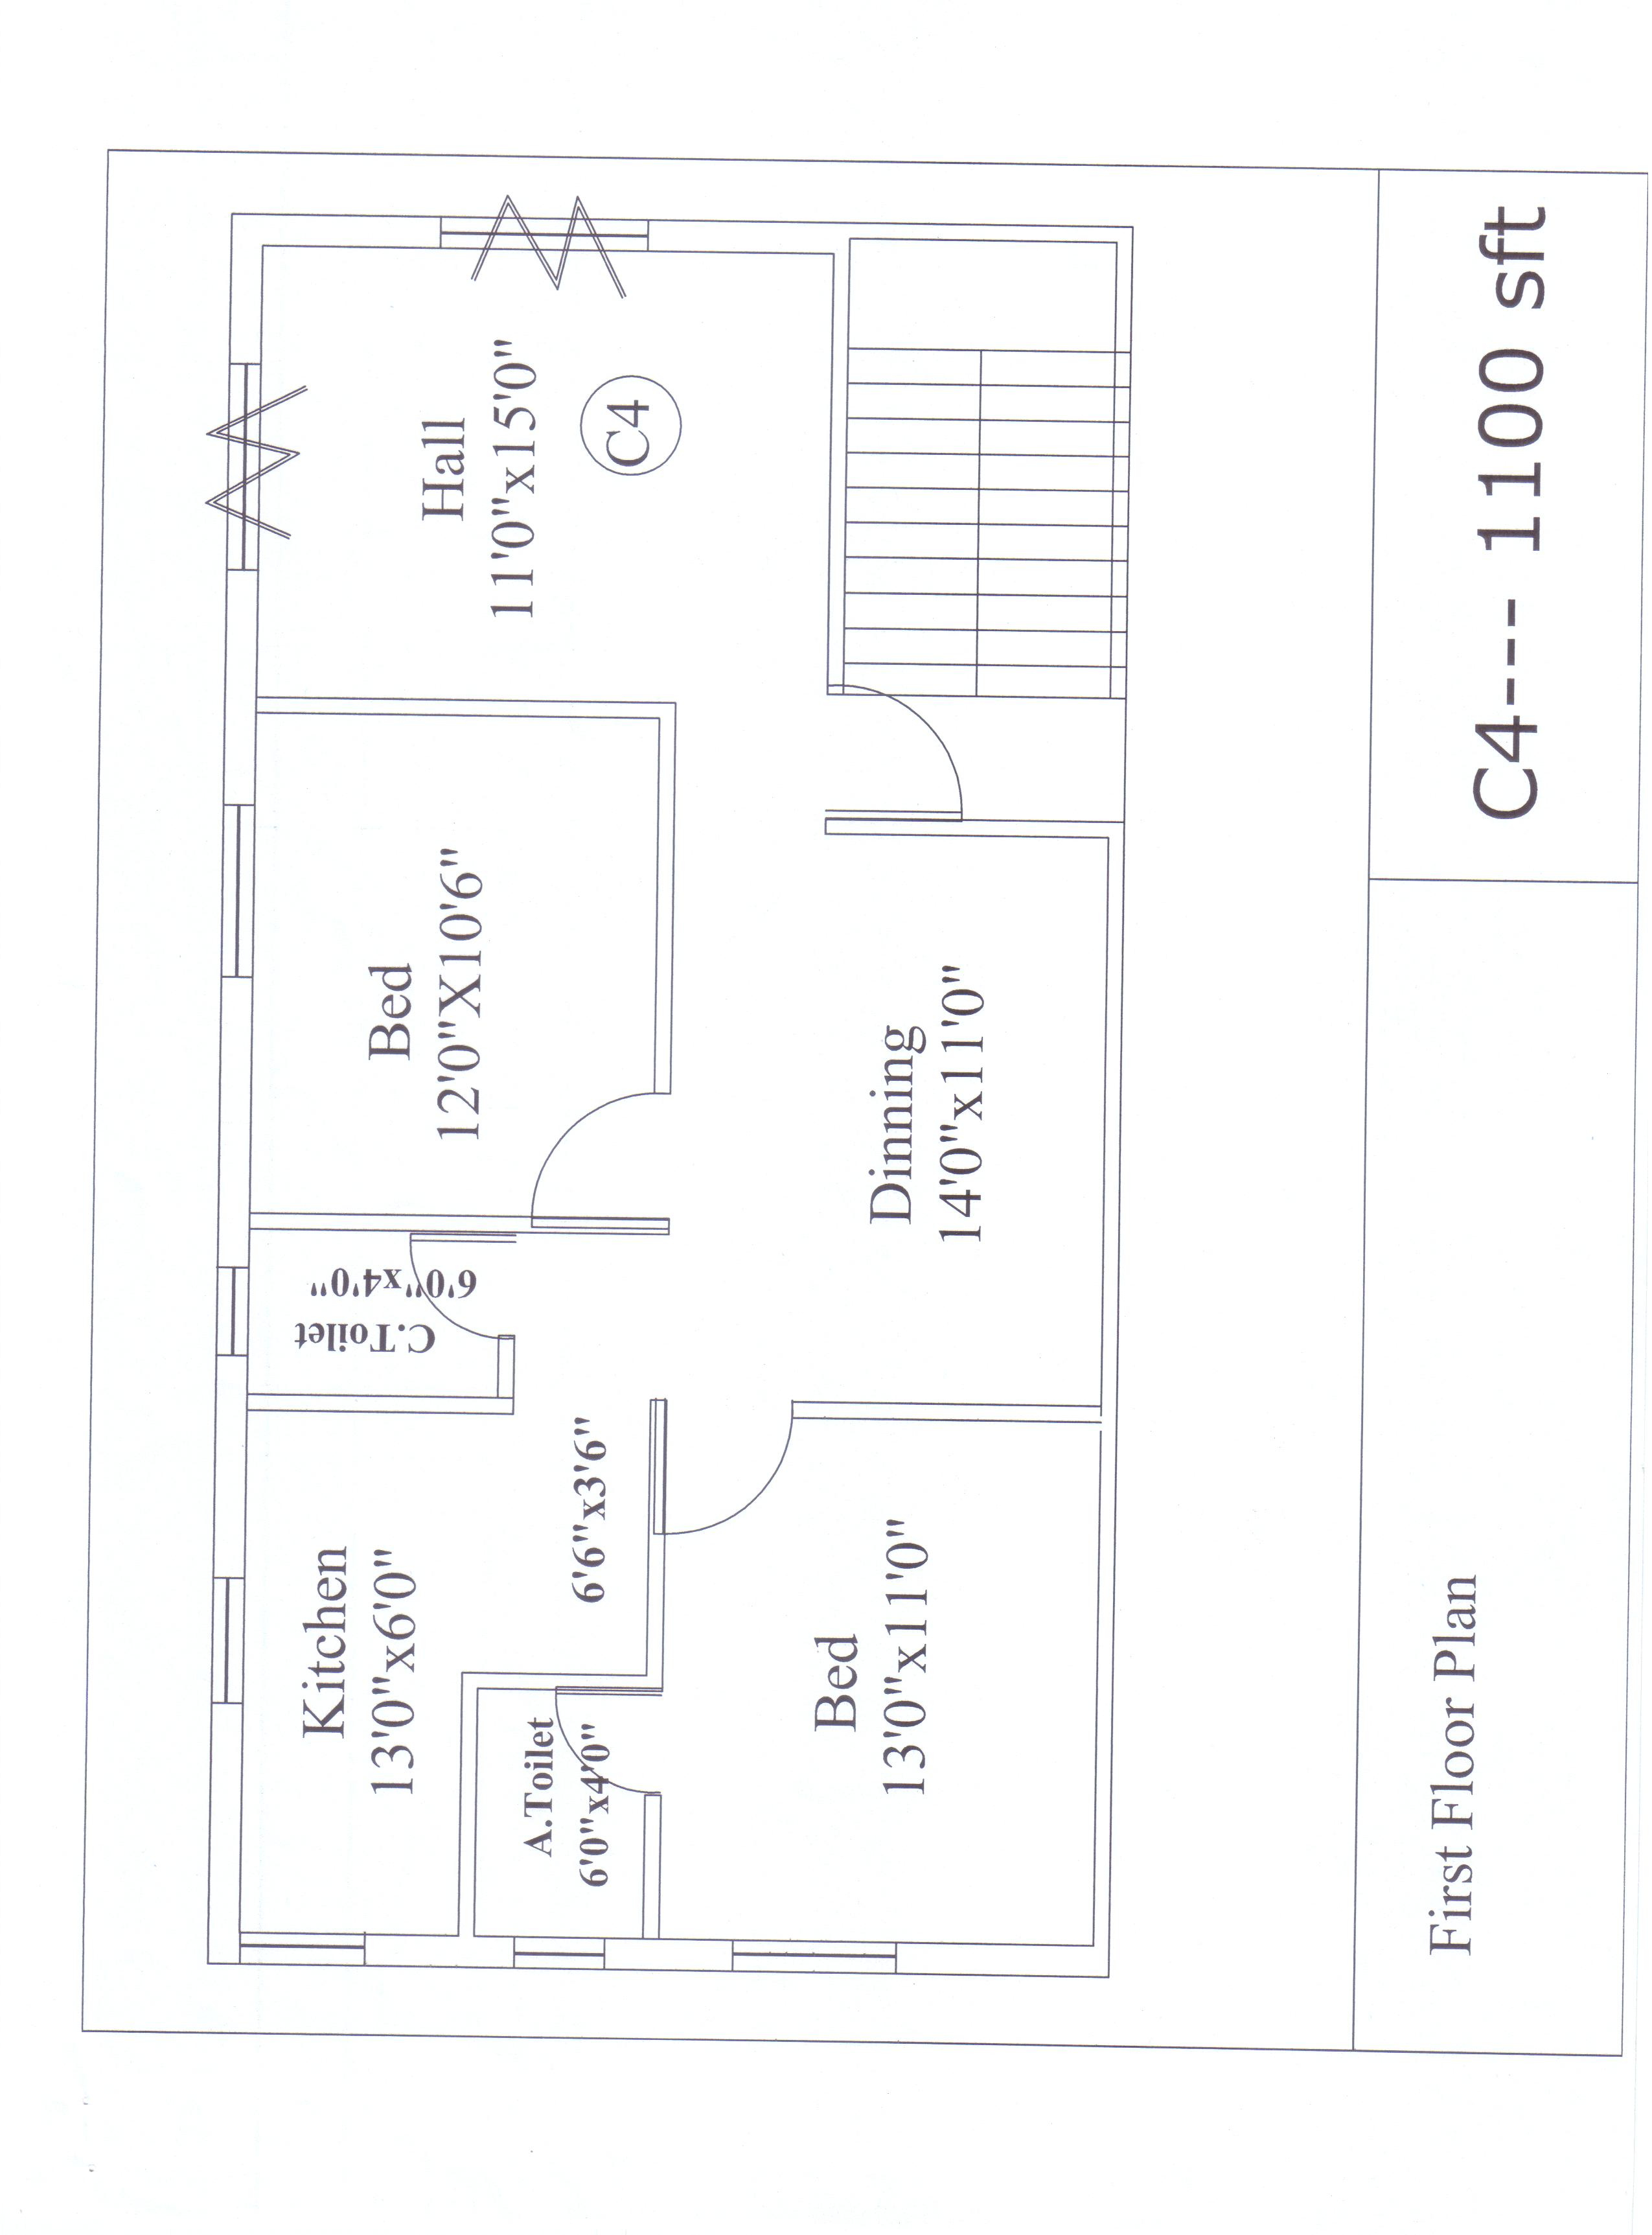 Kitchen
13'0"x6'0"
C.Toilet
6'0"x4'0"
Bed
12'0"X10'6"
Hall
11'0"x15'0"
C4
A.Toilet
6'0"x4'0"
6'6"x3'6"
Bed
13'0"x11'0"
Dinning
14'0"x11'0"
First Floor Plan
C4--- 1100 sft